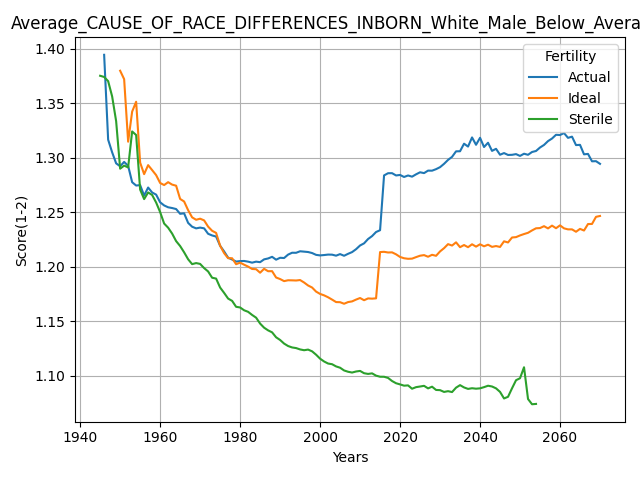 Average_CAUSE_OF_RACE_DIFFERENCES_INBORN_White_Male_Below_Avera
1.40
1.35
1.30
1.25
1.20
1.15
1.10
Score(1-2)
Fertility
Actual
Ideal
Sterile
1940 1960 1980 2000 2020 2040 2060
Years